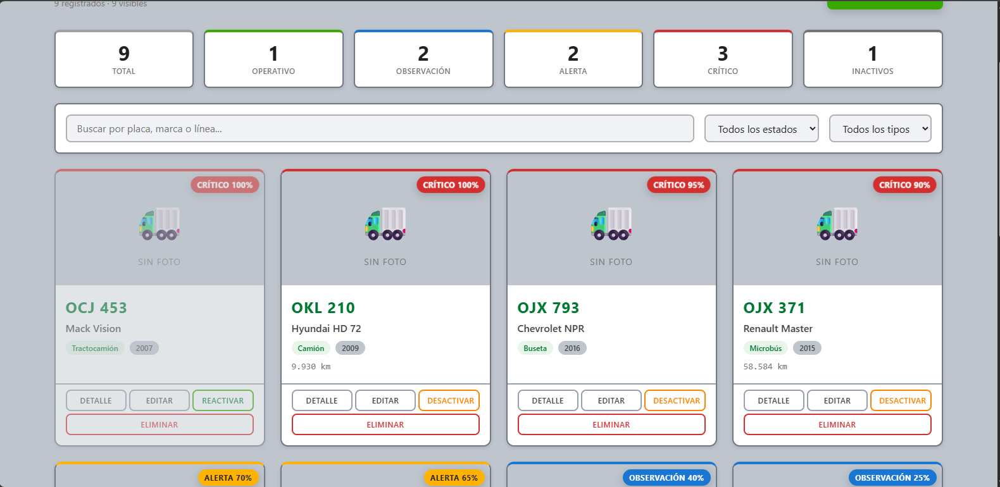 9 registrados · 9 visibles
9
TOTAL
1
OPERATIVO
2
OBSERVACIÓN
2
ALERTA
3
CRÍTICO
1
INACTIVOS
Buscar por placa, marca o línea...
Todos los estados
Todos los tipos
CRÍTICO 100%
SIN FOTO
OCJ 453
Mack Vision
Tractocamión 2007
DETALLE EDITAR REACTIVAR
ELIMINAR
CRÍTICO 100%
SIN FOTO
OKL 210
Hyundai HD 72
Camión 2009
9.930 km
DETALLE EDITAR DESACTIVAR
ELIMINAR
CRÍTICO 95%
SIN FOTO
OJX 793
Chevrolet NPR
Buseta 2016
DETALLE EDITAR DESACTIVAR
ELIMINAR
CRÍTICO 90%
SIN FOTO
OJX 371
Renault Master
Microbús 2015
58.584 km
DETALLE EDITAR DESACTIVAR
ELIMINAR
ALERTA 70%
ALERTA 65%
OBSERVACIÓN 40%
OBSERVACIÓN 25%